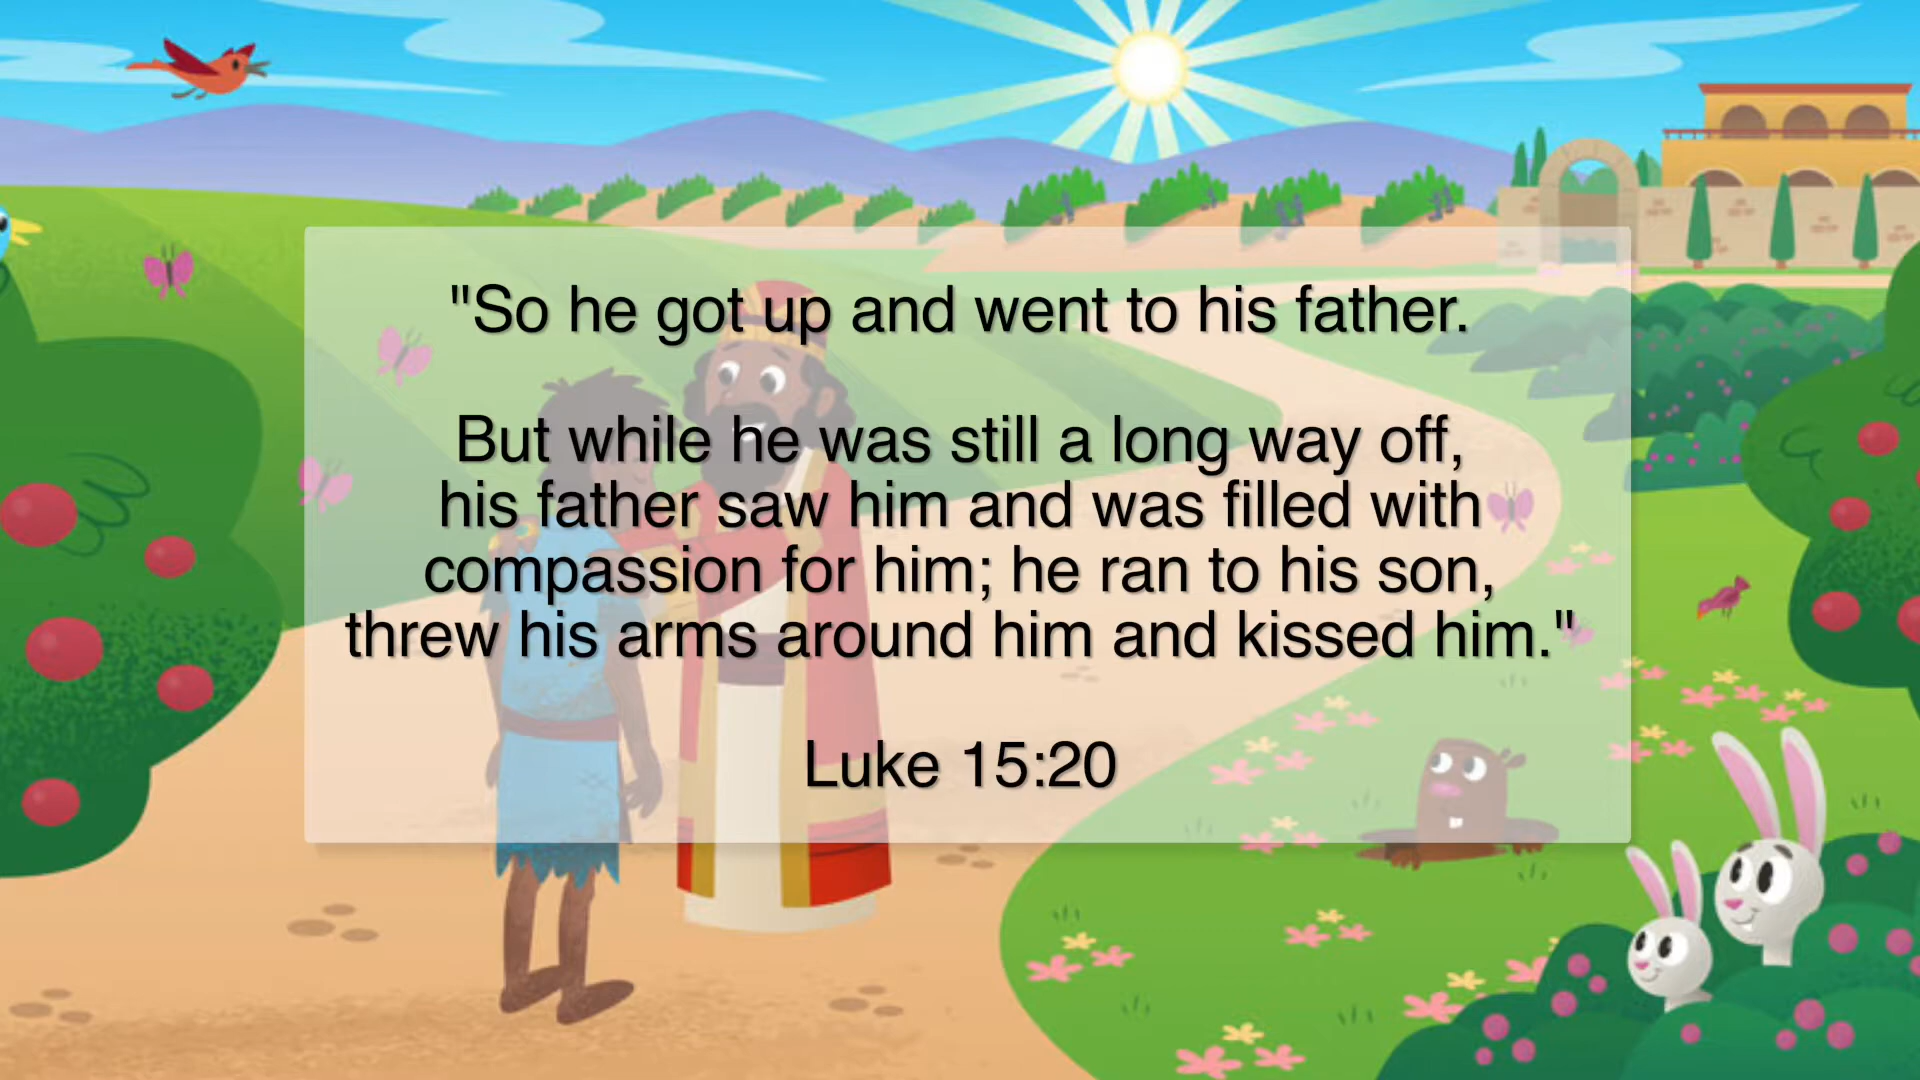 "So he got up and went to his father.
But while he was still a long way off,
his father saw him and was filled with
compassion for him; he ran to his son,
threw his arms around him and kissed him."
Luke 15:20